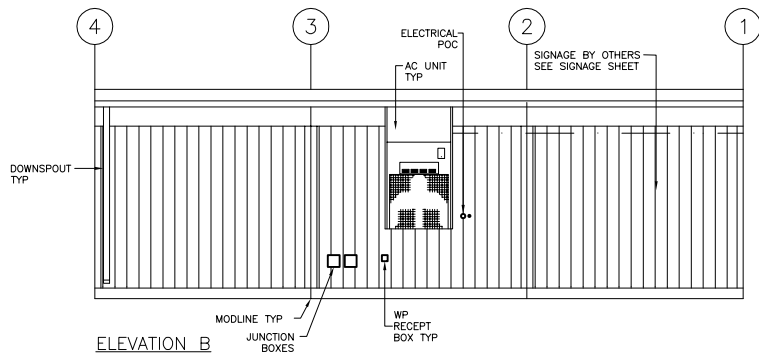 4
3
2
1
ELECTRICAL
POC
AC UNIT
TYP
SIGNAGE BY OTHERS
SEE SIGNAGE SHEET
DOWNSPOUT
TYP
MODLINE TYP
JUNCTION
BOXES
WP
RECEPT
BOX TYP
ELEVATION B